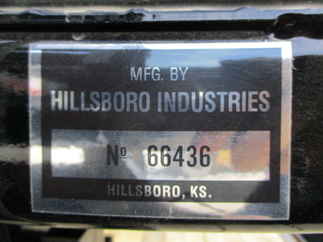 MFG. BY
HILLSBORO INDUSTRIES
Nº 66436
HILLSBORO, KS.